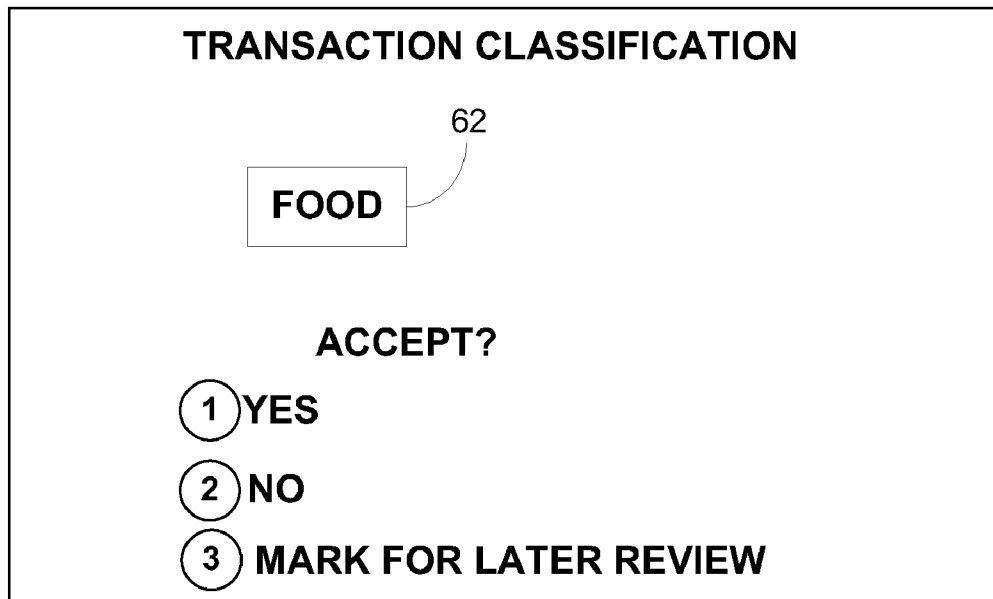 TRANSACTION CLASSIFICATION
62
FOOD
ACCEPT?
1 YES
2 NO
3 MARK FOR LATER REVIEW